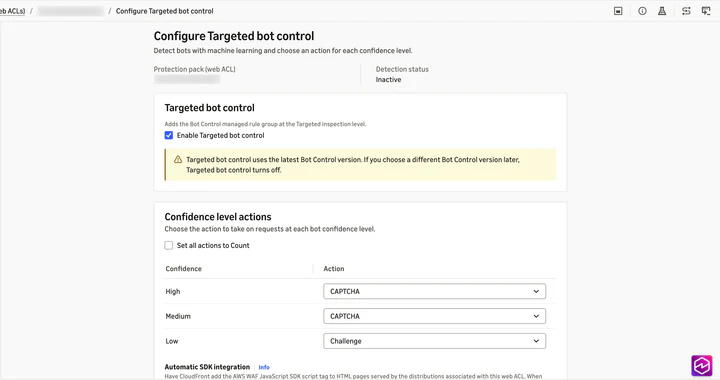 eb ACLs) / / Configure Targeted bot control
Configure Targeted bot control
Detect bots with machine learning and choose an action for each confidence level.
Protection pack (web ACL)
Detection status
Inactive
Targeted bot control
Adds the Bot Control managed rule group at the Targeted inspection level.
Enable Targeted bot control
Targeted bot control uses the latest Bot Control version. If you choose a different Bot Control version later,
Targeted bot control turns off.
Confidence level actions
Choose the action to take on requests at each bot confidence level.
Set all actions to Count
Confidence Action
High CAPTCHA
Medium CAPTCHA
Low Challenge
Automatic SDK integration Info
Have CloudFront add the AWS WAF JavaScript SDK script tag to HTML pages served by the distributions associated with this web ACL. When